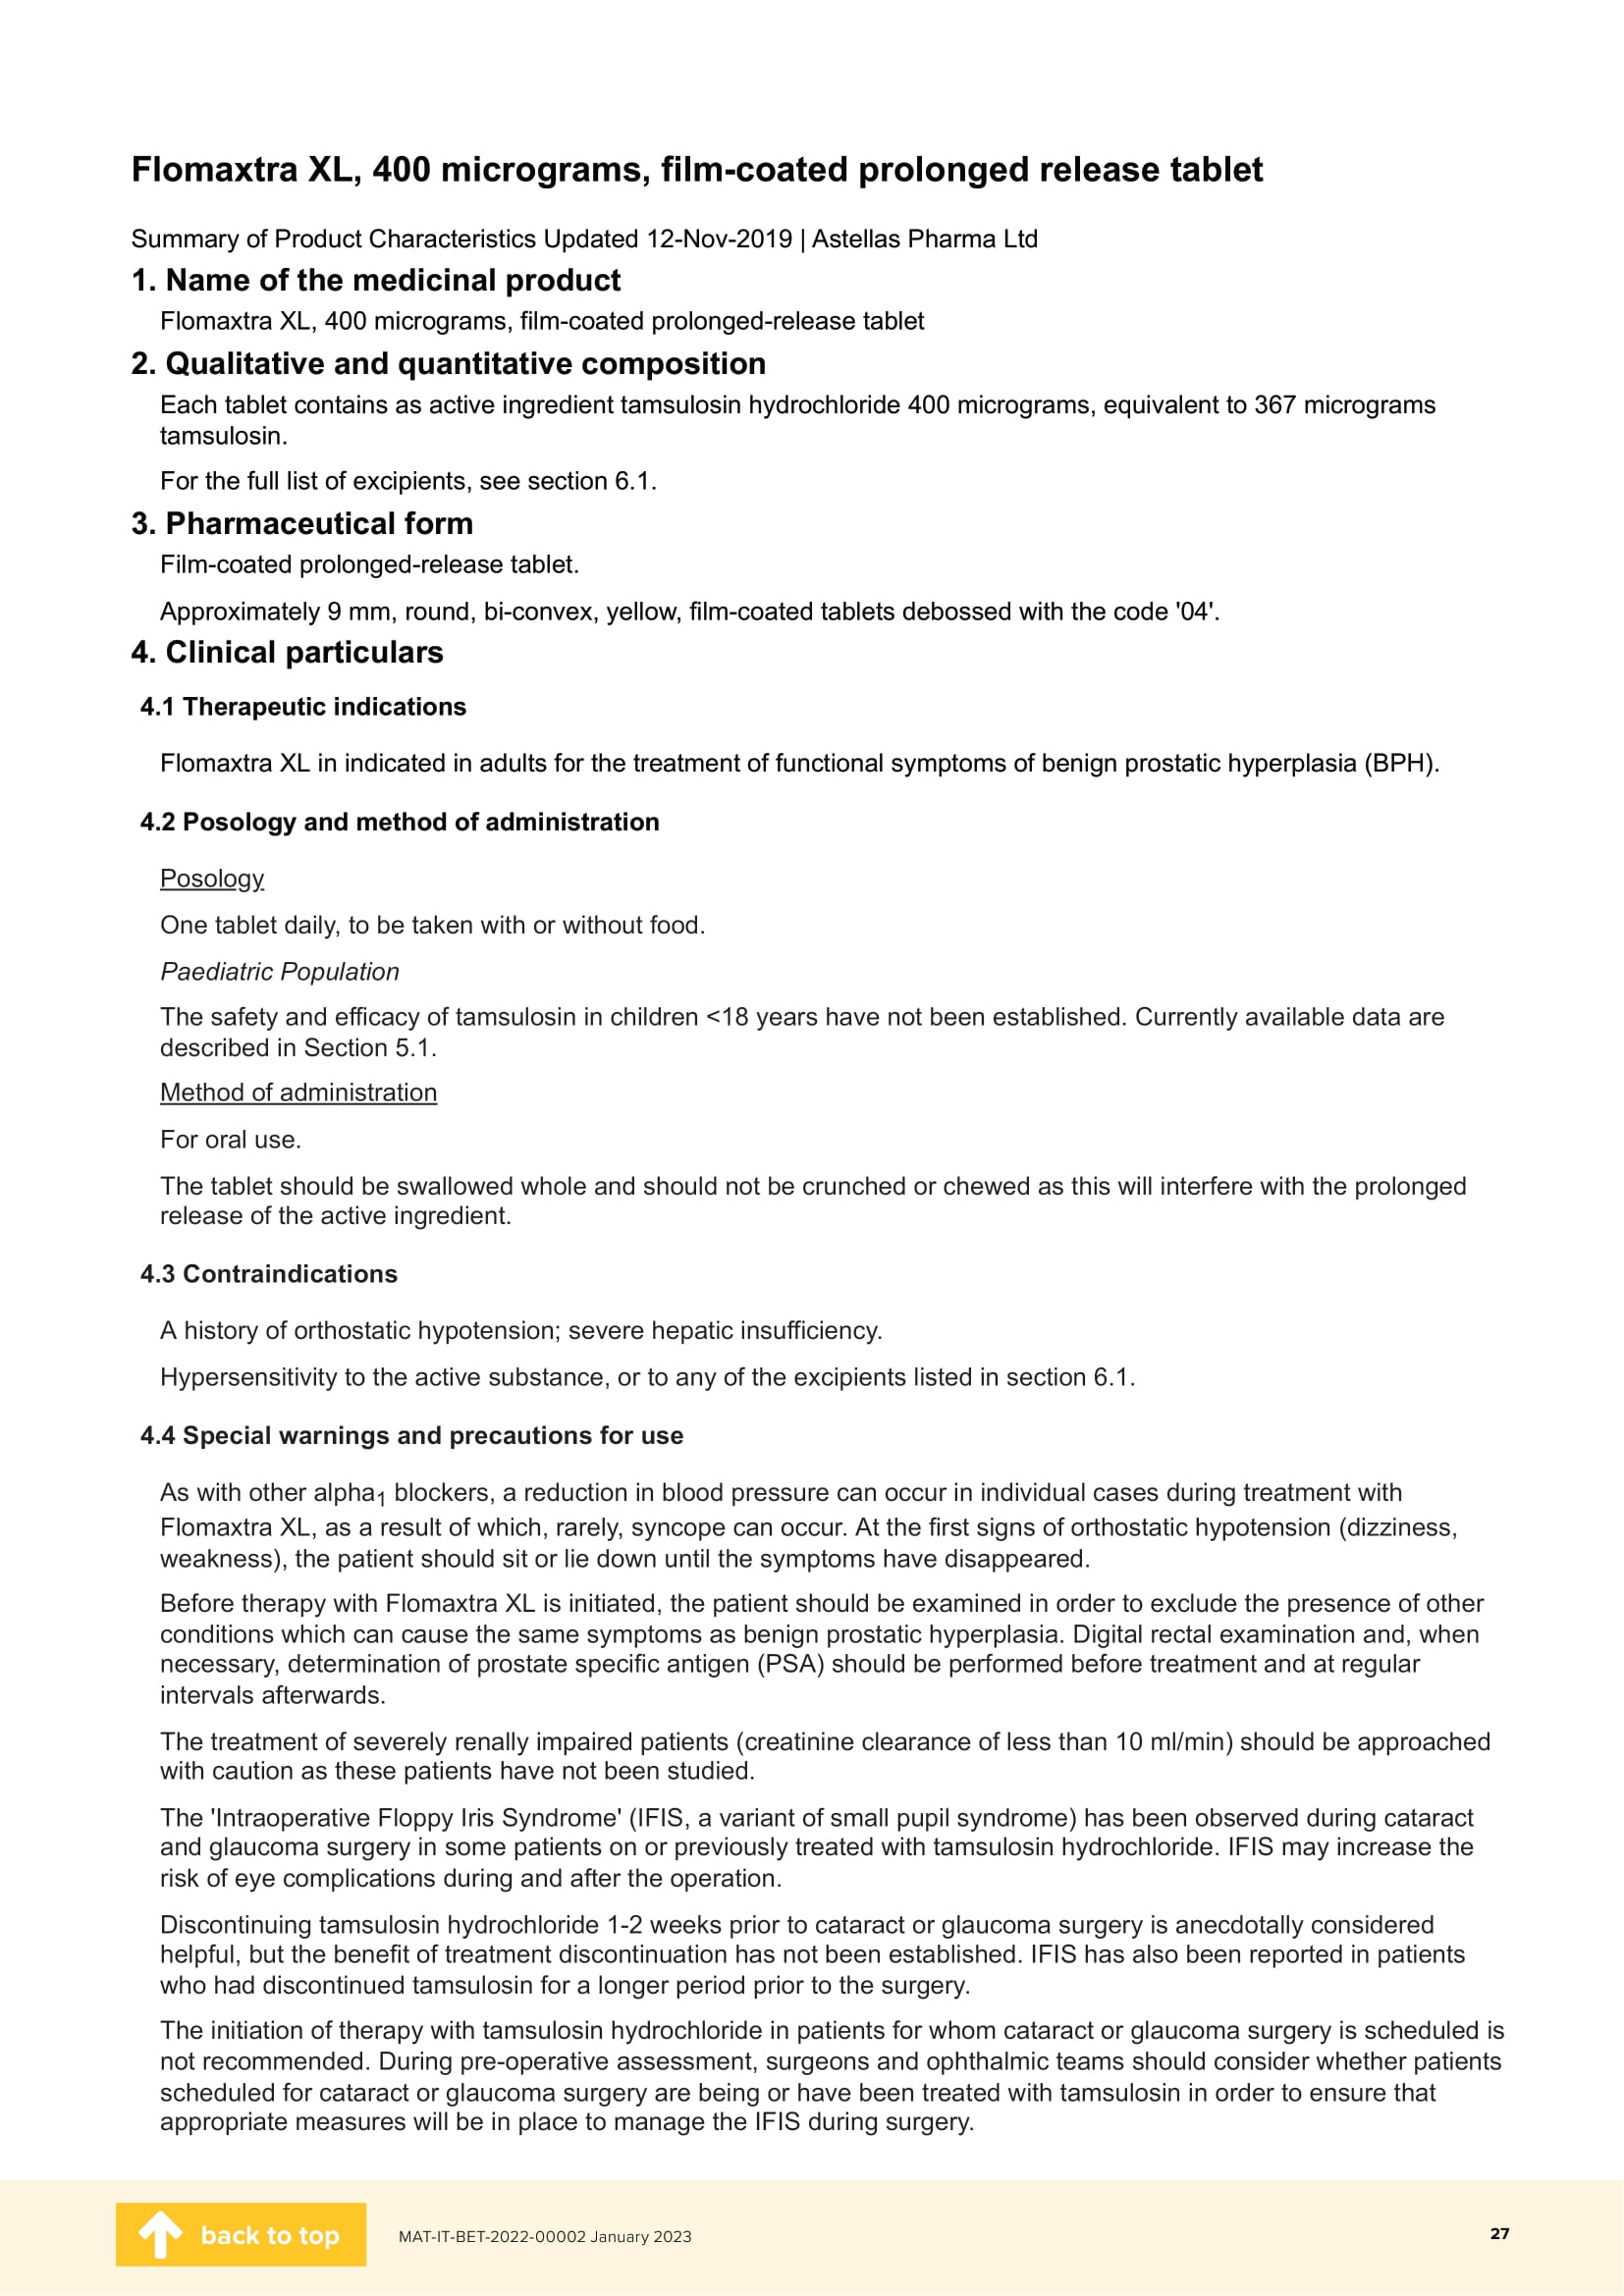 Flomaxtra XL, 400 micrograms, film-coated prolonged release tablet
Summary of Product Characteristics Updated 12-Nov-2019 | Astellas Pharma Ltd
1. Name of the medicinal product
Flomaxtra XL, 400 micrograms, film-coated prolonged-release tablet
2. Qualitative and quantitative composition
Each tablet contains as active ingredient tamsulosin hydrochloride 400 micrograms, equivalent to 367 micrograms
tamsulosin.
For the full list of excipients, see section 6.1.
3. Pharmaceutical form
Film-coated prolonged-release tablet.
Approximately 9 mm, round, bi-convex, yellow, film-coated tablets debossed with the code '04'.
4. Clinical particulars
4.1 Therapeutic indications
Flomaxtra XL in indicated in adults for the treatment of functional symptoms of benign prostatic hyperplasia (BPH).
4.2 Posology and method of administration
Posology
One tablet daily, to be taken with or without food.
Paediatric Population
The safety and efficacy of tamsulosin in children <18 years have not been established. Currently available data are
described in Section 5.1.
Method of administration
For oral use.
The tablet should be swallowed whole and should not be crunched or chewed as this will interfere with the prolonged
release of the active ingredient.
4.3 Contraindications
A history of orthostatic hypotension; severe hepatic insufficiency.
Hypersensitivity to the active substance, or to any of the excipients listed in section 6.1.
4.4 Special warnings and precautions for use
As with other alpha1 blockers, a reduction in blood pressure can occur in individual cases during treatment with
Flomaxtra XL, as a result of which, rarely, syncope can occur. At the first signs of orthostatic hypotension (dizziness,
weakness), the patient should sit or lie down until the symptoms have disappeared.
Before therapy with Flomaxtra XL is initiated, the patient should be examined in order to exclude the presence of other
conditions which can cause the same symptoms as benign prostatic hyperplasia. Digital rectal examination and, when
necessary, determination of prostate specific antigen (PSA) should be performed before treatment and at regular
intervals afterwards.
The treatment of severely renally impaired patients (creatinine clearance of less than 10 ml/min) should be approached
with caution as these patients have not been studied.
The 'Intraoperative Floppy Iris Syndrome' (IFIS, a variant of small pupil syndrome) has been observed during cataract
and glaucoma surgery in some patients on or previously treated with tamsulosin hydrochloride. IFIS may increase the
risk of eye complications during and after the operation.
Discontinuing tamsulosin hydrochloride 1-2 weeks prior to cataract or glaucoma surgery is anecdotally considered
helpful, but the benefit of treatment discontinuation has not been established. IFIS has also been reported in patients
who had discontinued tamsulosin for a longer period prior to the surgery.
The initiation of therapy with tamsulosin hydrochloride in patients for whom cataract or glaucoma surgery is scheduled is
not recommended. During pre-operative assessment, surgeons and ophthalmic teams should consider whether patients
scheduled for cataract or glaucoma surgery are being or have been treated with tamsulosin in order to ensure that
appropriate measures will be in place to manage the IFIS during surgery.
back to top
MAT-IT-BET-2022-00002 January 2023
27